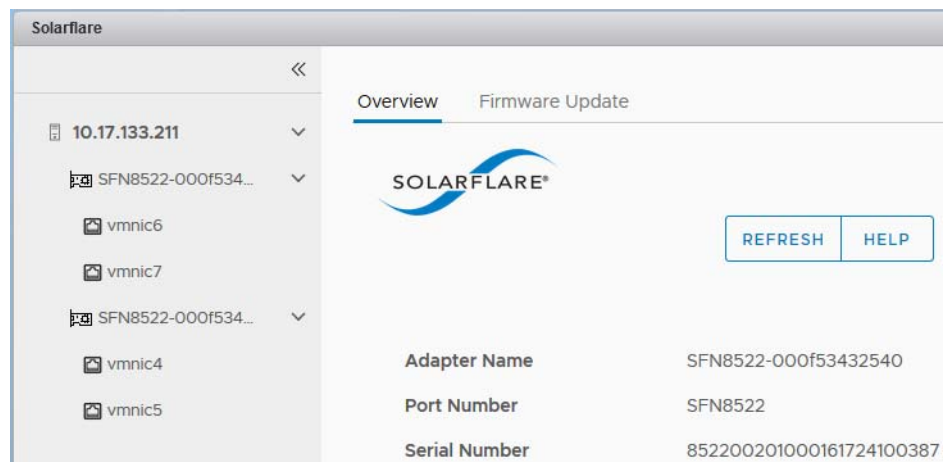 Solarflare
10.17.133.211
SFN8522-000f534...
vmnic6
vmnic7
SFN8522-000f534...
vmnic4
vmnic5
Overview Firmware Update
SOLARFLARE®
REFRESH HELP
Adapter Name SFN8522-000f53432540
Port Number SFN8522
Serial Number 852200201000161724100387